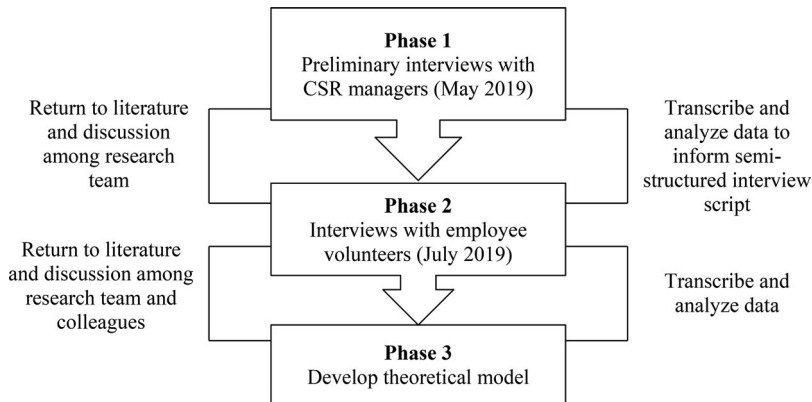 Phase 1
Preliminary interviews with
CSR managers (May 2019)
Return to literature
and discussion
among research
team
Transcribe and
analyze data to
inform semi-
structured interview
script
Phase 2
Interviews with employee
volunteers (July 2019)
Return to literature
and discussion among
research team and
colleagues
Transcribe and
analyze data
Phase 3
Develop theoretical model